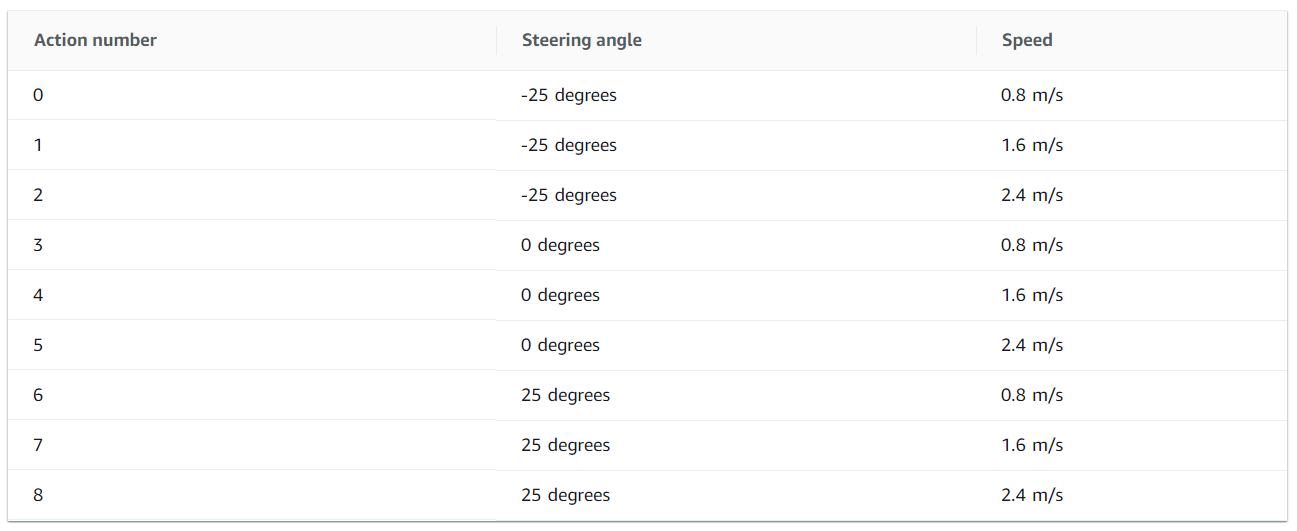 Action number Steering angle Speed
0 -25 degrees 0.8 m/s
1 -25 degrees 1.6 m/s
2 -25 degrees 2.4 m/s
3 0 degrees 0.8 m/s
4 0 degrees 1.6 m/s
5 0 degrees 2.4 m/s
6 25 degrees 0.8 m/s
7 25 degrees 1.6 m/s
8 25 degrees 2.4 m/s